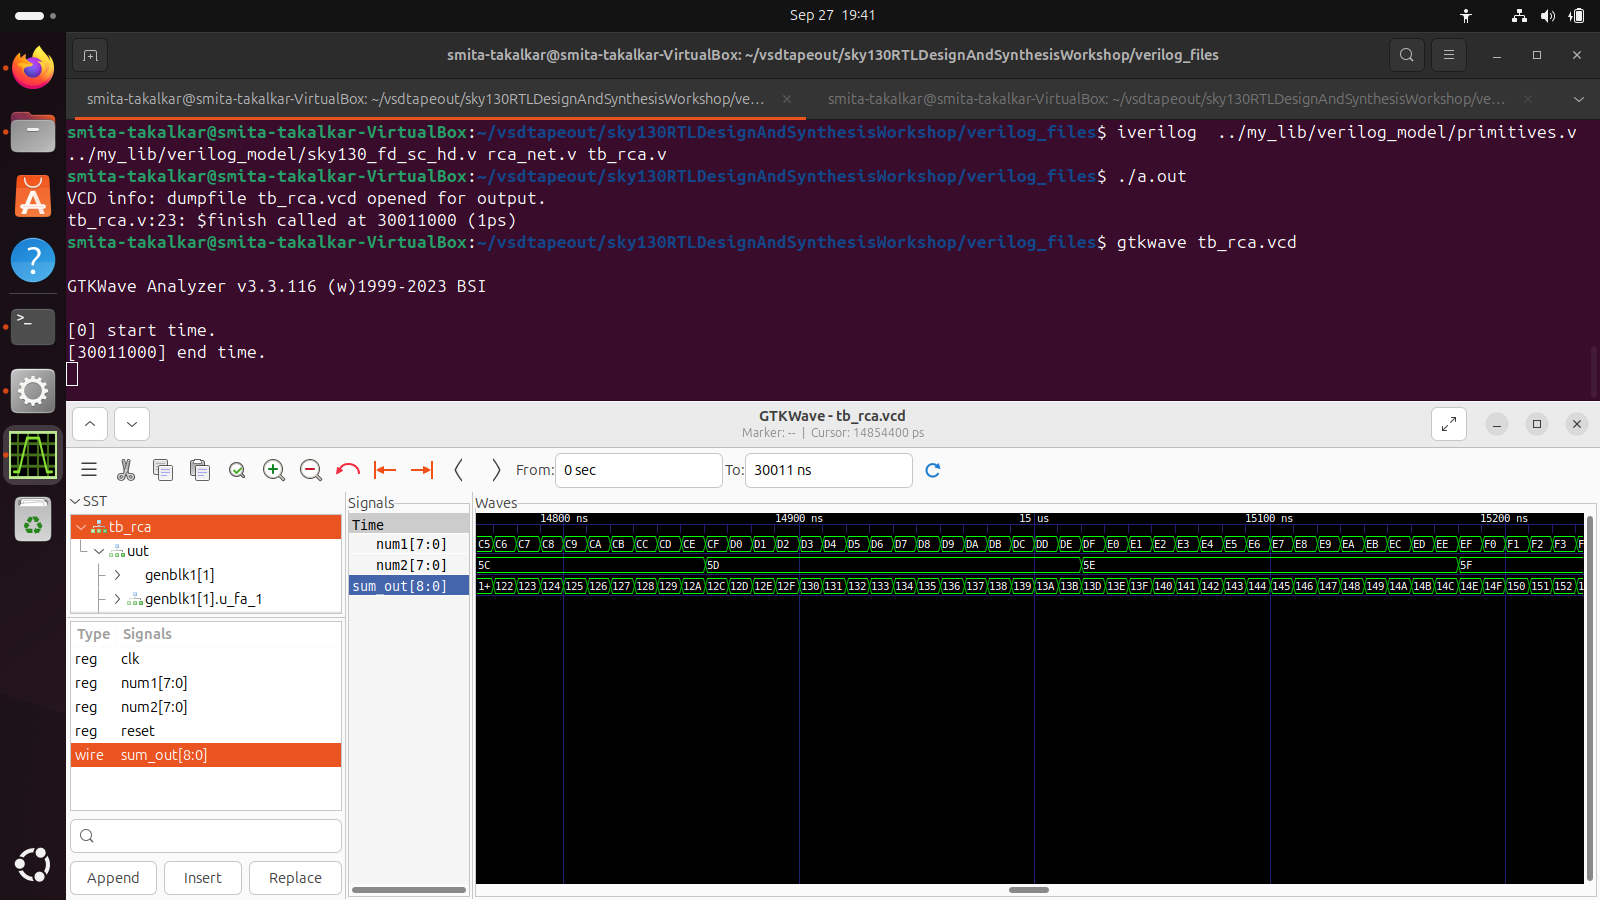 Sep 27 19:41
smita-takalkar@smita-takalkar-VirtualBox: ~/vsdtapeout/sky130RTLDesignAndSynthesisWorkshop/verilog_files
smita-takalkar@smita-takalkar-VirtualBox: ~/vsdtapeout/sky130RTLDesignAndSynthesisWorkshop/ve...
smita-takalkar@smita-takalkar-VirtualBox: ~/vsdtapeout/sky130RTLDesignAndSynthesisWorkshop/ve...
smita-takalkar@smita-takalkar-VirtualBox:~/vsdtapeout/sky130RTLDesignAndSynthesisWorkshop/verilog_files$ iverilog  ../my_lib/verilog_model/primitives.v
../my_lib/verilog_model/sky130_fd_sc_hd.v rca_net.v tb_rca.v
smita-takalkar@smita-takalkar-VirtualBox:~/vsdtapeout/sky130RTLDesignAndSynthesisWorkshop/verilog_files$ ./a.out
VCD info: dumpfile tb_rca.vcd opened for output.
tb_rca.v:23: $finish called at 30011000 (1ps)
smita-takalkar@smita-takalkar-VirtualBox:~/vsdtapeout/sky130RTLDesignAndSynthesisWorkshop/verilog_files$ gtkwave tb_rca.vcd
GTKWave Analyzer v3.3.116 (w)1999-2023 BSI
[0] start time.
[30011000] end time.
GTKWave - tb_rca.vcd
Marker: -- | Cursor: 14854400 ps
From: 0 sec To: 30011 ns
SST
tb_rca
uut
genblk1[1]
genblk1[1].u_fa_1
Type Signals
reg clk
reg num1[7:0]
reg num2[7:0]
reg reset
wire sum_out[8:0]
Append Insert Replace
Signals
Time
num1[7:0]
num2[7:0]
sum_out[8:0]
Waves
14800 ns 14900 ns 15 us 15100 ns 15200 ns
C5 C6 C7 C8 C9 CA CB CC CD CE CF D0 D1 D2 D3 D4 D5 D6 D7 D8 D9 DA DB DC DD DE DF E0 E1 E2 E3 E4 E5 E6 E7 E8 E9 EA EB EC ED EE EF F0 F1 F2 F3 F
5C 5D 5E 5F
1+ 122 123 124 125 126 127 128 129 12A 12C 12D 12E 12F 130 131 132 133 134 135 136 137 138 139 13A 13B 13D 13E 13F 140 141 142 143 144 145 146 147 148 149 14A 14B 14C 14E 14F 150 151 152 1